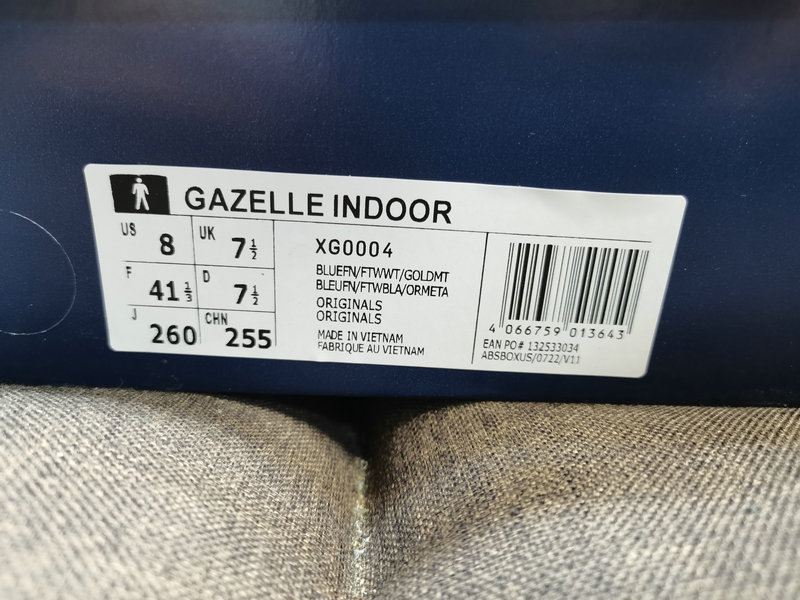 GAZELLE INDOOR
US 8 UK 7½
F 41⅓ D 7½
J 260 CHN 255
XG0004
BLUEFN/FTWWT/GOLDMT
BLEUFN/FTWBLA/ORMETA
ORIGINALS
ORIGINALS
MADE IN VIETNAM
FABRIQUE AU VIETNAM
4 066759 013643
EAN PO# 132533034
ABSBOXUS/0722/V11